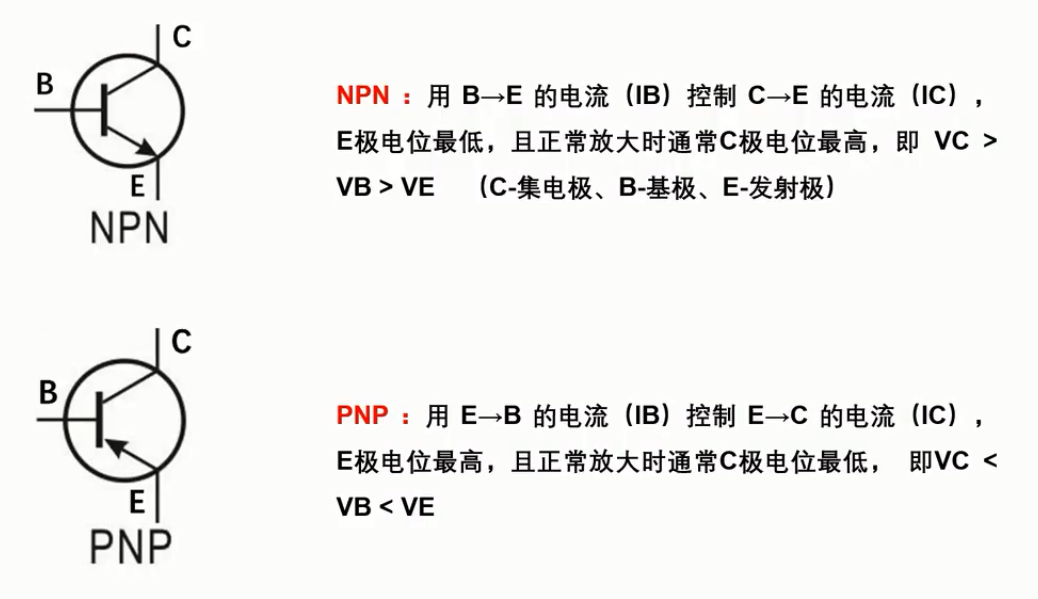 C
B
NPN ：用 B→E 的电流（IB）控制 C→E 的电流（IC），
E极电位最低，且正常放大时通常C极电位最高，即 VC >
VB > VE （C-集电极、B-基极、E-发射极）
E
NPN
C
B
PNP ：用 E→B 的电流（IB）控制 E→C 的电流（IC），
E极电位最高，且正常放大时通常C极电位最低， 即VC <
VB < VE
E
PNP